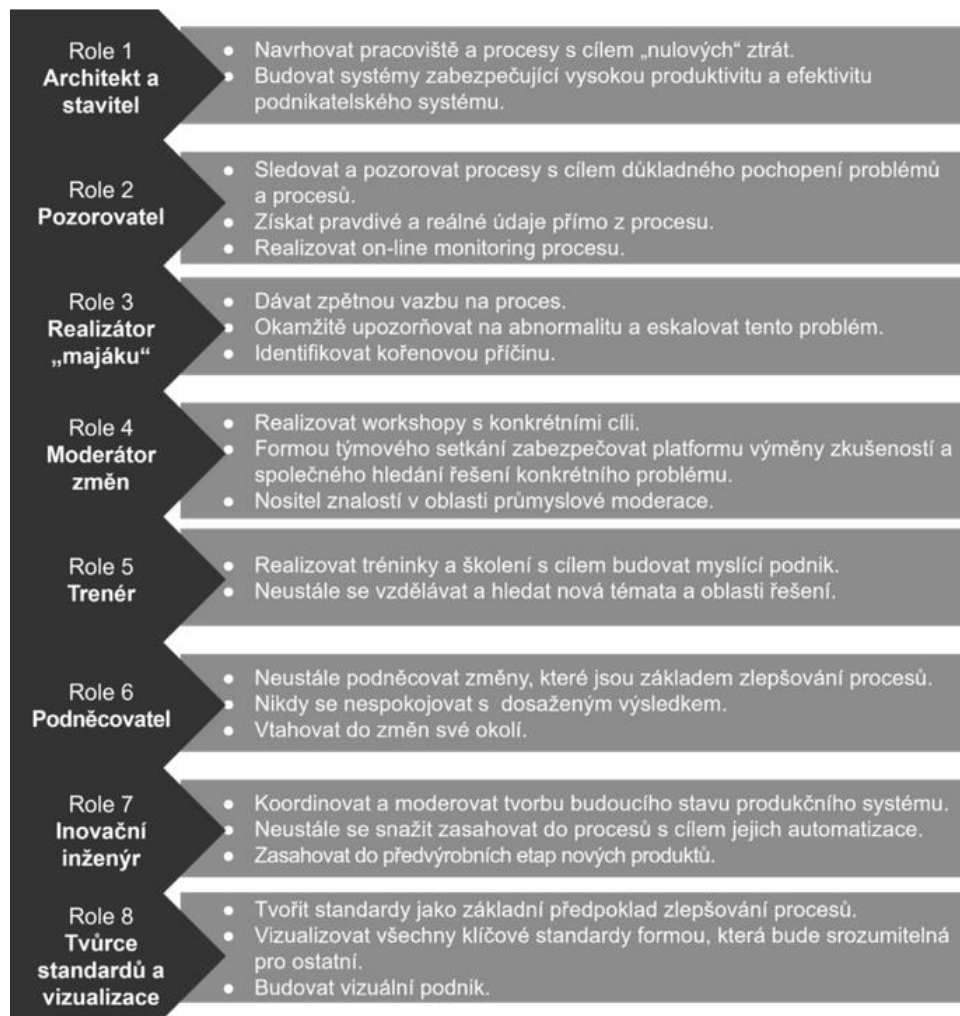 Role 1
Architekt a
stavitel
● Navrhovat pracoviště a procesy s cílem „nulových“ ztrát.
● Budovat systémy zabezpečující vysokou produktivitu a efektivitu
podnikatelského systému.
Role 2
Pozorovatel
● Sledovat a pozorovat procesy s cílem důkladného pochopení problémů
a procesů.
● Získat pravdivé a reálné údaje přímo z procesu.
● Realizovat on-line monitoring procesu.
Role 3
Realizátor
„majáku“
● Dávat zpětnou vazbu na proces.
● Okamžitě upozorňovat na abnormalitu a eskalovat tento problém.
● Identifikovat kořenovou příčinu.
Role 4
Moderátor
změn
● Realizovat workshopy s konkrétními cíli.
● Formou týmového setkání zabezpečovat platformu výměny zkušeností a
společného hledání řešení konkrétního problému.
● Nositel znalostí v oblasti průmyslové moderace.
Role 5
Trenér
● Realizovat tréninky a školení s cílem budovat myslící podnik.
● Neustále se vzdělávat a hledat nová témata a oblasti řešení.
Role 6
Podněcovatel
● Neustále podněcovat změny, které jsou základem zlepšování procesů.
● Nikdy se nespokojovat s dosaženým výsledkem.
● Vtahovat do změn své okolí.
Role 7
Inovační
inženýr
● Koordinovat a moderovat tvorbu budoucího stavu produkčního systému.
● Neustále se snažit zasahovat do procesů s cílem jejich automatizace.
● Zasahovat do předvýrobních etap nových produktů.
Role 8
Tvůrce
standardů a
vizualizace
● Tvořit standardy jako základní předpoklad zlepšování procesů.
● Vizualizovat všechny klíčové standardy formou, která bude srozumitelná
pro ostatní.
● Budovat vizuální podnik.